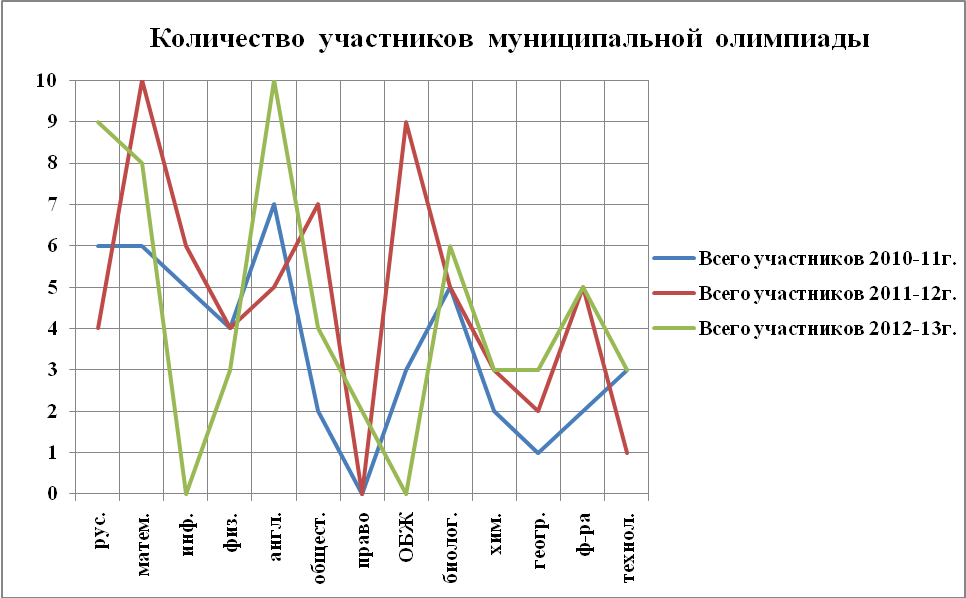 Количество участников муниципальной олимпиады
10
9
8
7
6
5
4
3
2
1
0
рус.
матем.
инф.
физ.
англ.
общест.
право
ОБЖ
биолог.
хим.
геогр.
ф-ра
технол.
Всего участников 2010-11г.
Всего участников 2011-12г.
Всего участников 2012-13г.